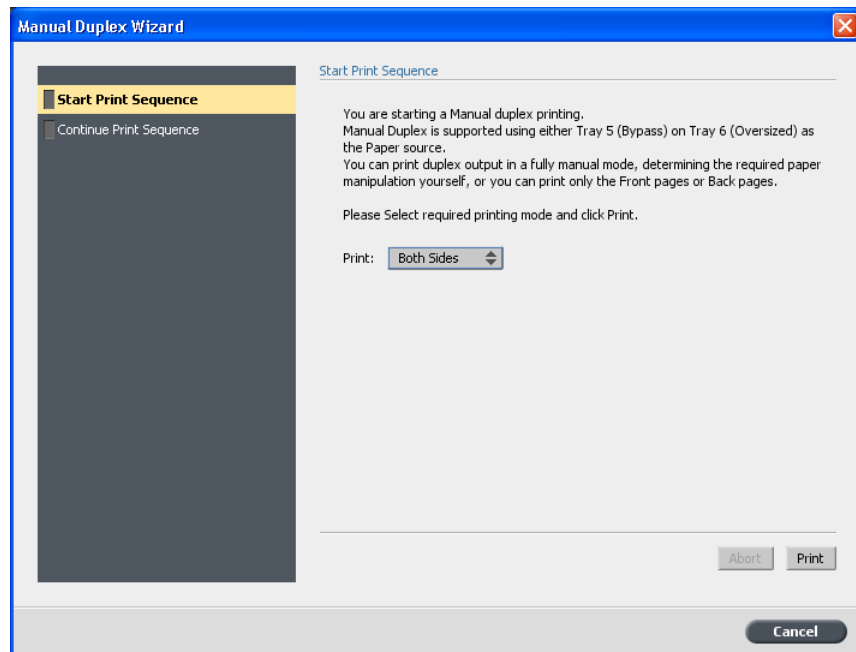 Manual Duplex Wizard
Start Print Sequence
Continue Print Sequence
Start Print Sequence
You are starting a Manual duplex printing.
Manual Duplex is supported using either Tray 5 (Bypass) on Tray 6 (Oversized) as
the Paper source.
You can print duplex output in a fully manual mode, determining the required paper
manipulation yourself, or you can print only the Front pages or Back pages.
Please Select required printing mode and click Print.
Print: Both Sides
Abort Print
Cancel